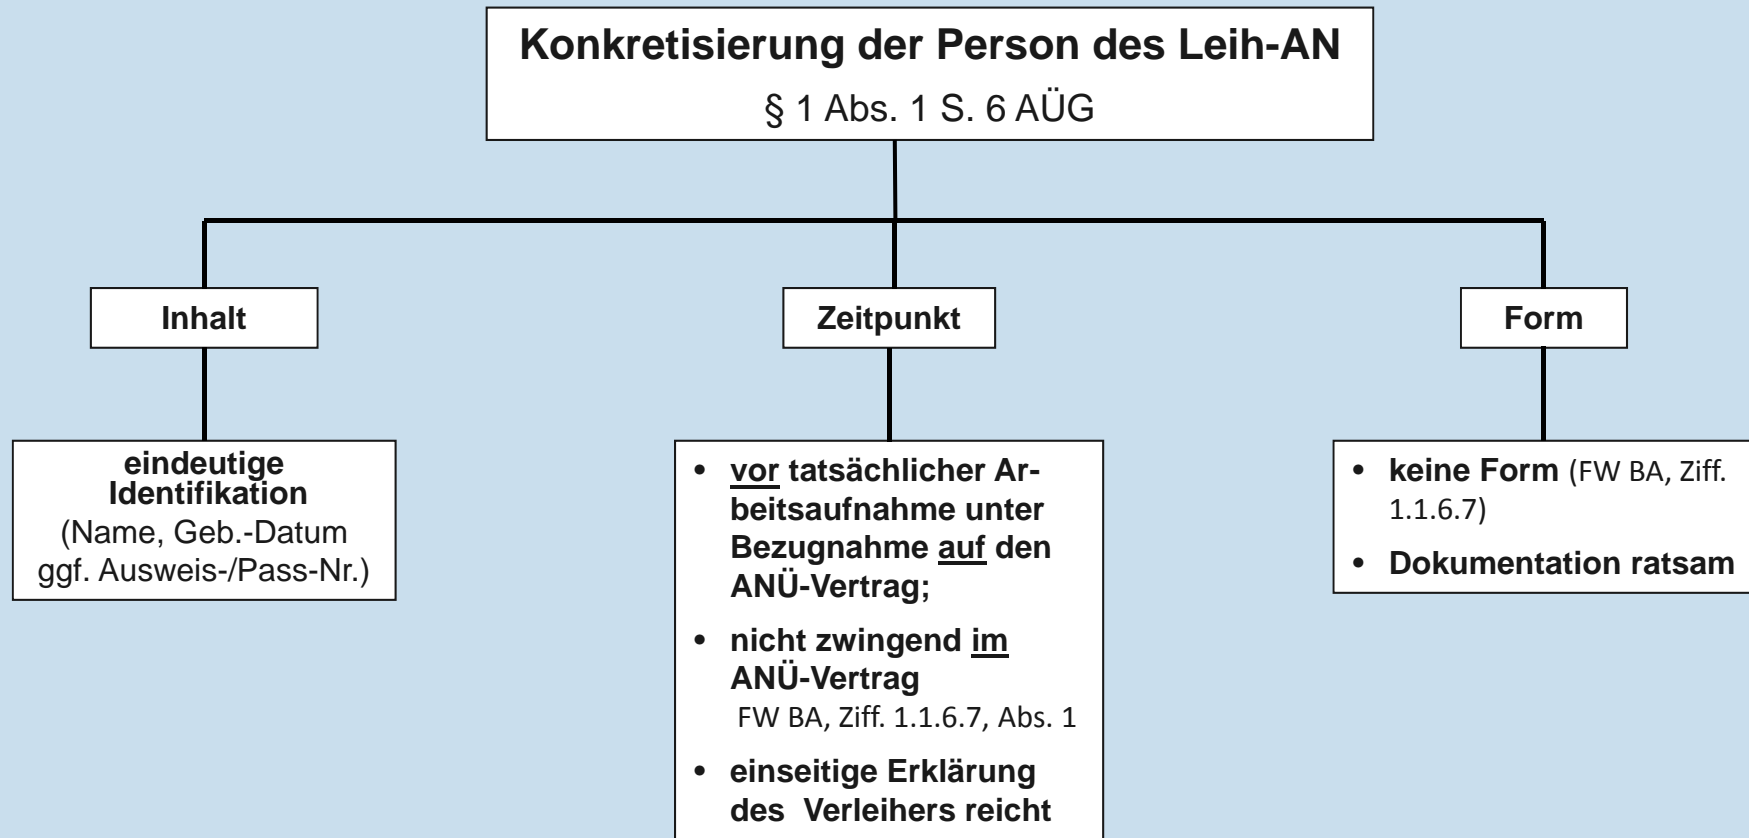 Konkretisierung der Person des Leih-AN
§ 1 Abs. 1 S. 6 AÜG
Inhalt
Zeitpunkt
Form
eindeutige
Identifikation
(Name, Geb.-Datum
ggf. Ausweis-/Pass-Nr.)
• vor tatsächlicher Ar-
beitsaufnahme unter
Bezugnahme auf den
ANÜ-Vertrag;
• nicht zwingend im
ANÜ-Vertrag
FW BA, Ziff. 1.1.6.7, Abs. 1
• einseitige Erklärung
des Verleihers reicht
• keine Form (FW BA, Ziff.
1.1.6.7)
• Dokumentation ratsam